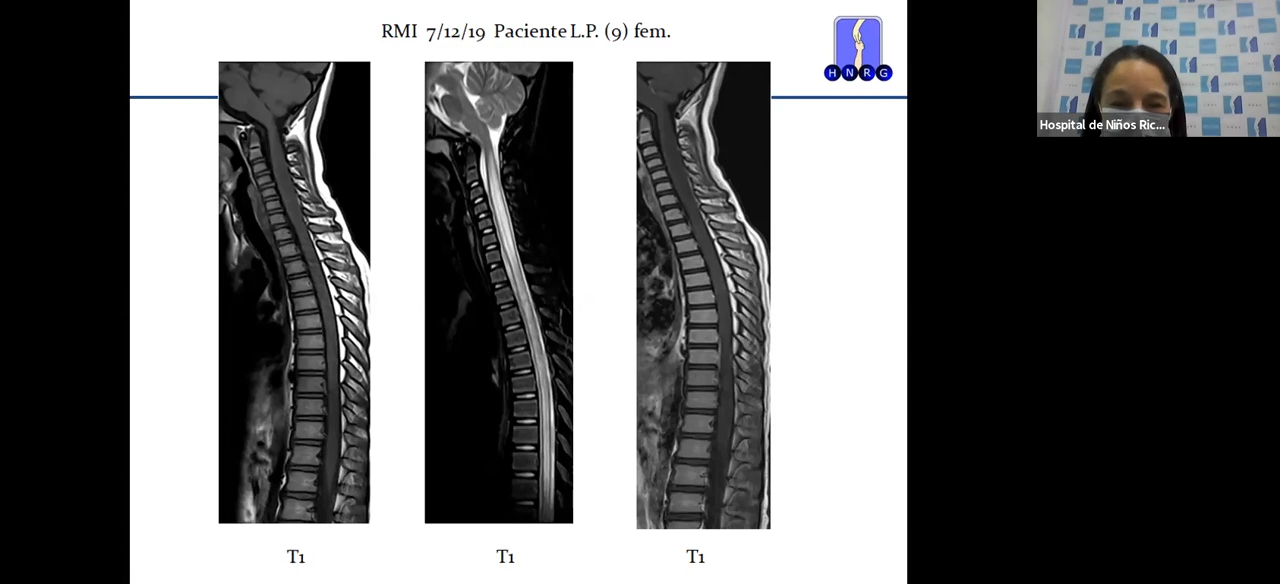 RMI 7/12/19 Paciente L.P. (9) fem.
H N R G
Hospital de Niños Ric...
T1
T1
T1